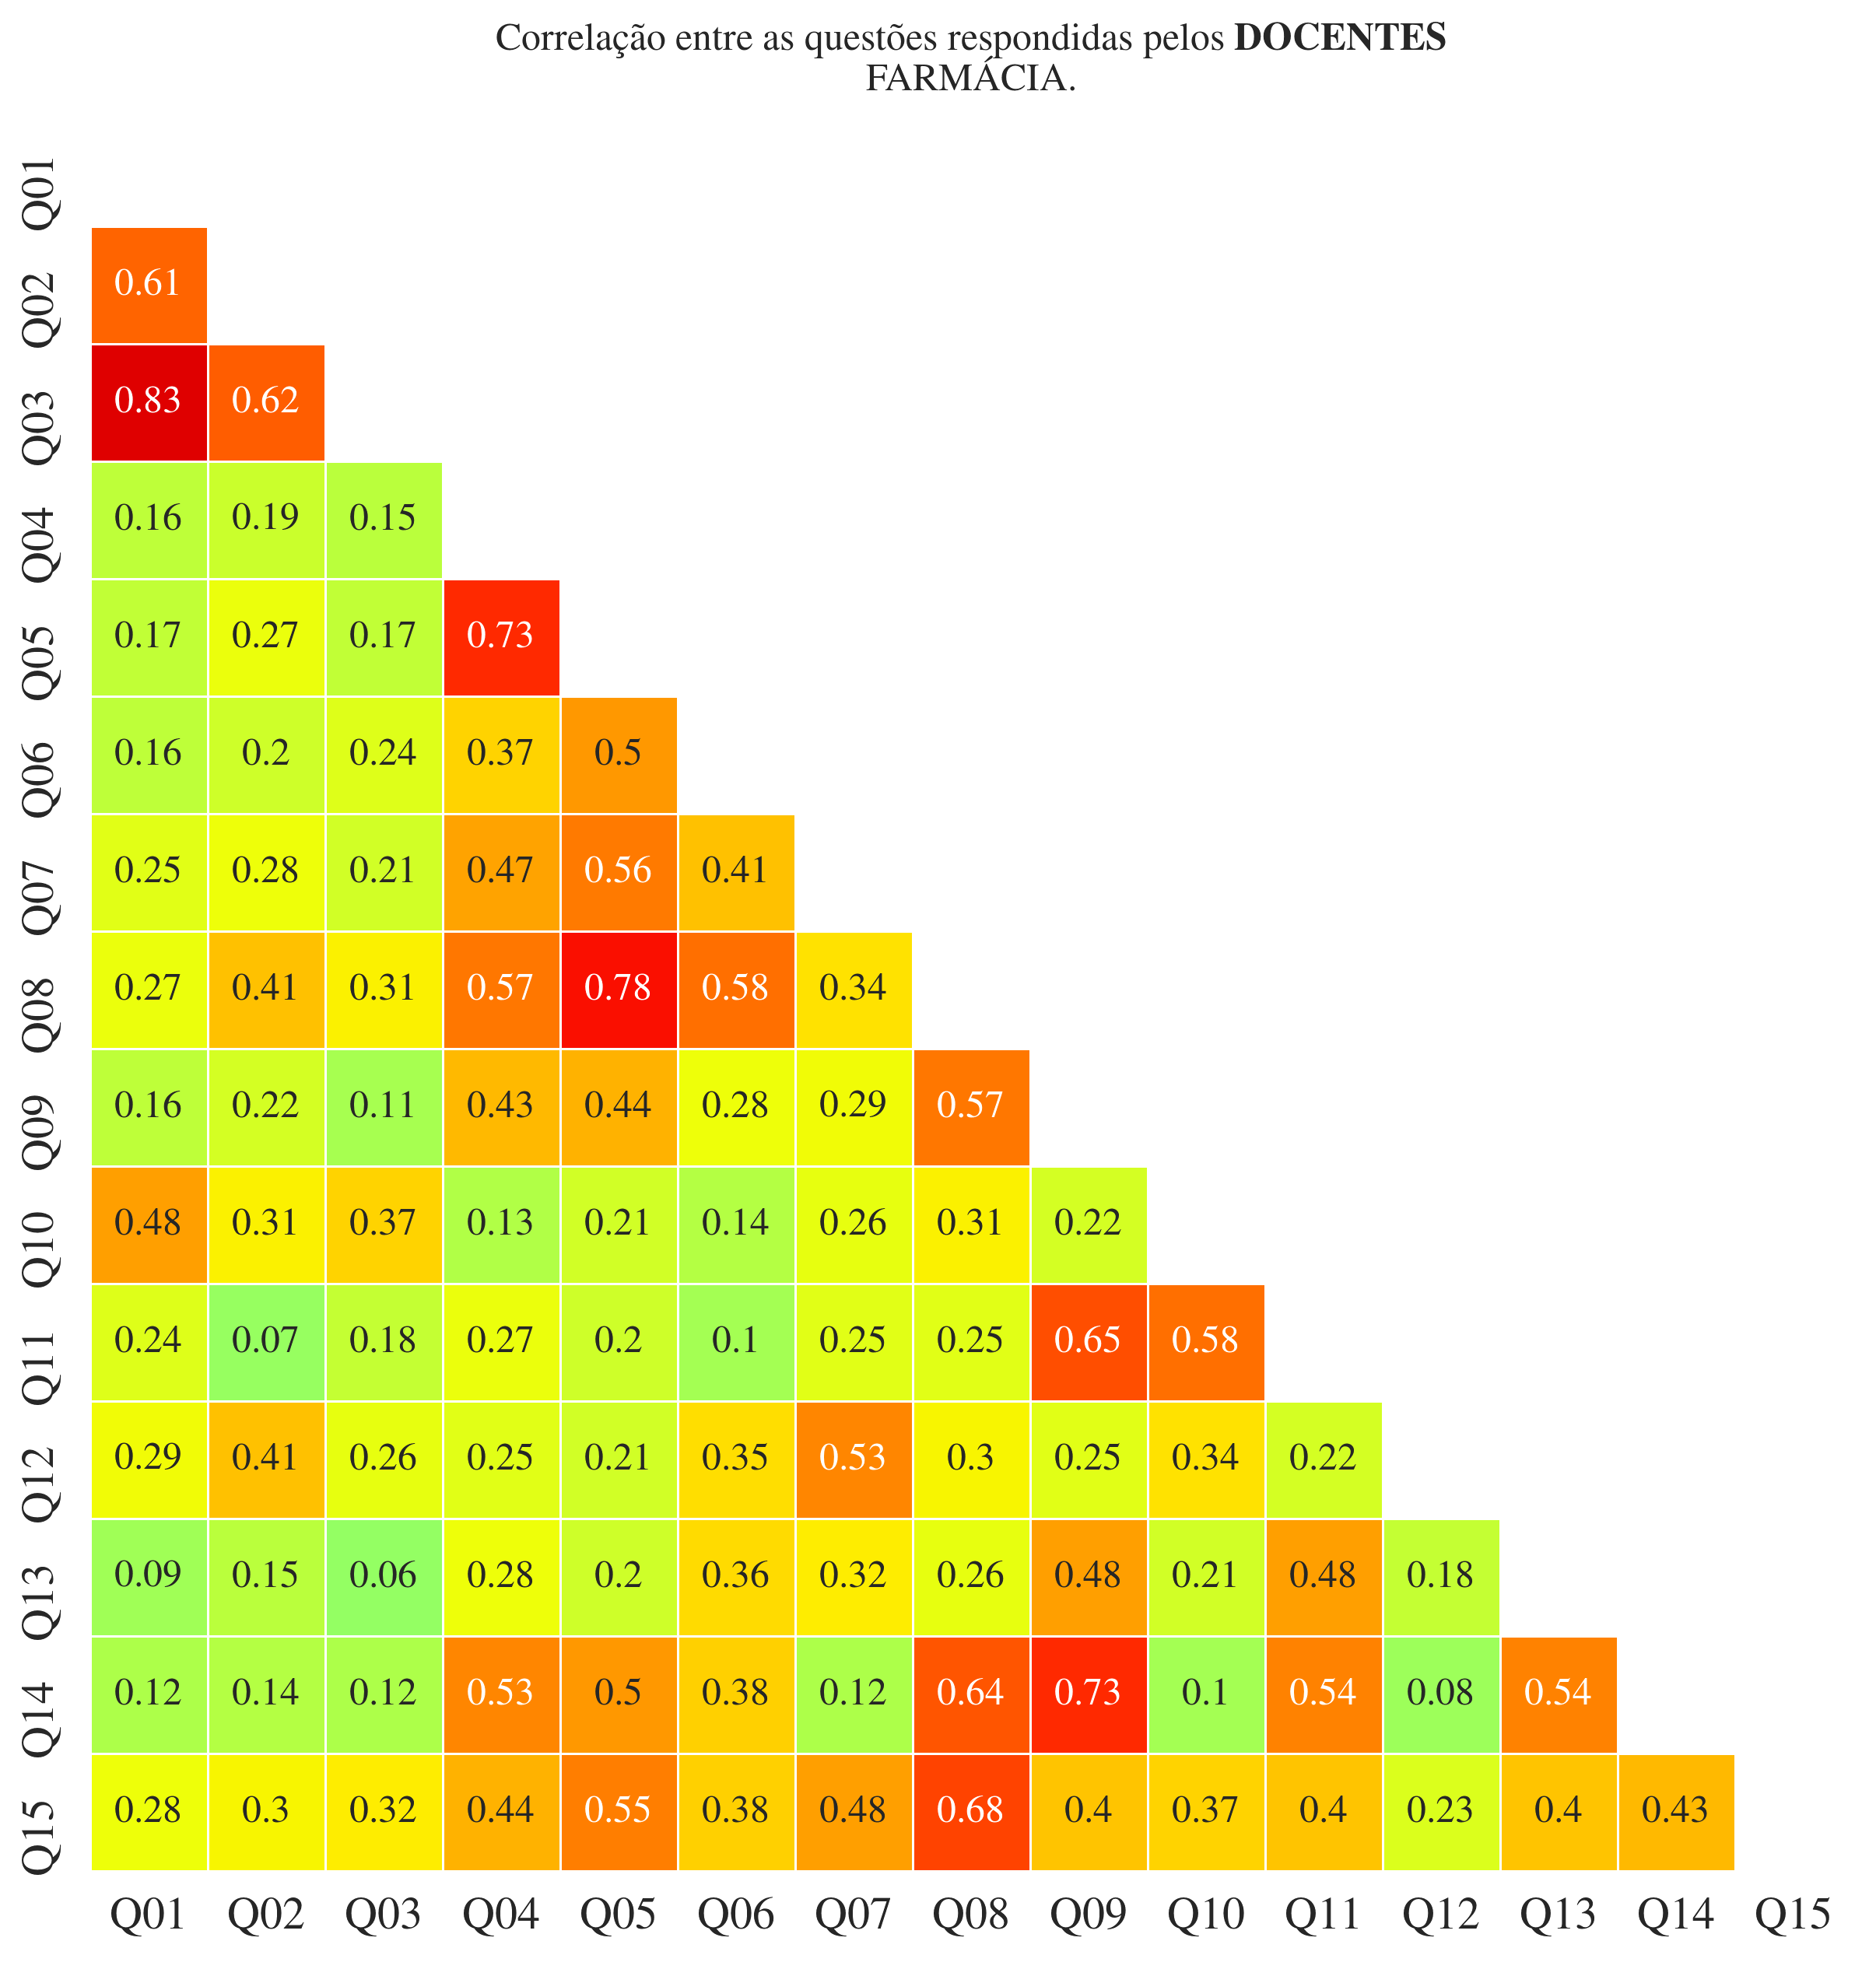 Correlação entre as questões respondidas pelos DOCENTES
FARMÁCIA.
Q01
Q02 0.61
Q03 0.83 0.62
Q04 0.16 0.19 0.15
Q05 0.17 0.27 0.17 0.73
Q06 0.16 0.2 0.24 0.37 0.5
Q07 0.25 0.28 0.21 0.47 0.56 0.41
Q08 0.27 0.41 0.31 0.57 0.78 0.58 0.34
Q09 0.16 0.22 0.11 0.43 0.44 0.28 0.29 0.57
Q10 0.48 0.31 0.37 0.13 0.21 0.14 0.26 0.31 0.22
Q11 0.24 0.07 0.18 0.27 0.2 0.1 0.25 0.25 0.65 0.58
Q12 0.29 0.41 0.26 0.25 0.21 0.35 0.53 0.3 0.25 0.34 0.22
Q13 0.09 0.15 0.06 0.28 0.2 0.36 0.32 0.26 0.48 0.21 0.48 0.18
Q14 0.12 0.14 0.12 0.53 0.5 0.38 0.12 0.64 0.73 0.1 0.54 0.08 0.54
Q15 0.28 0.3 0.32 0.44 0.55 0.38 0.48 0.68 0.4 0.37 0.4 0.23 0.4 0.43
Q01 Q02 Q03 Q04 Q05 Q06 Q07 Q08 Q09 Q10 Q11 Q12 Q13 Q14 Q15